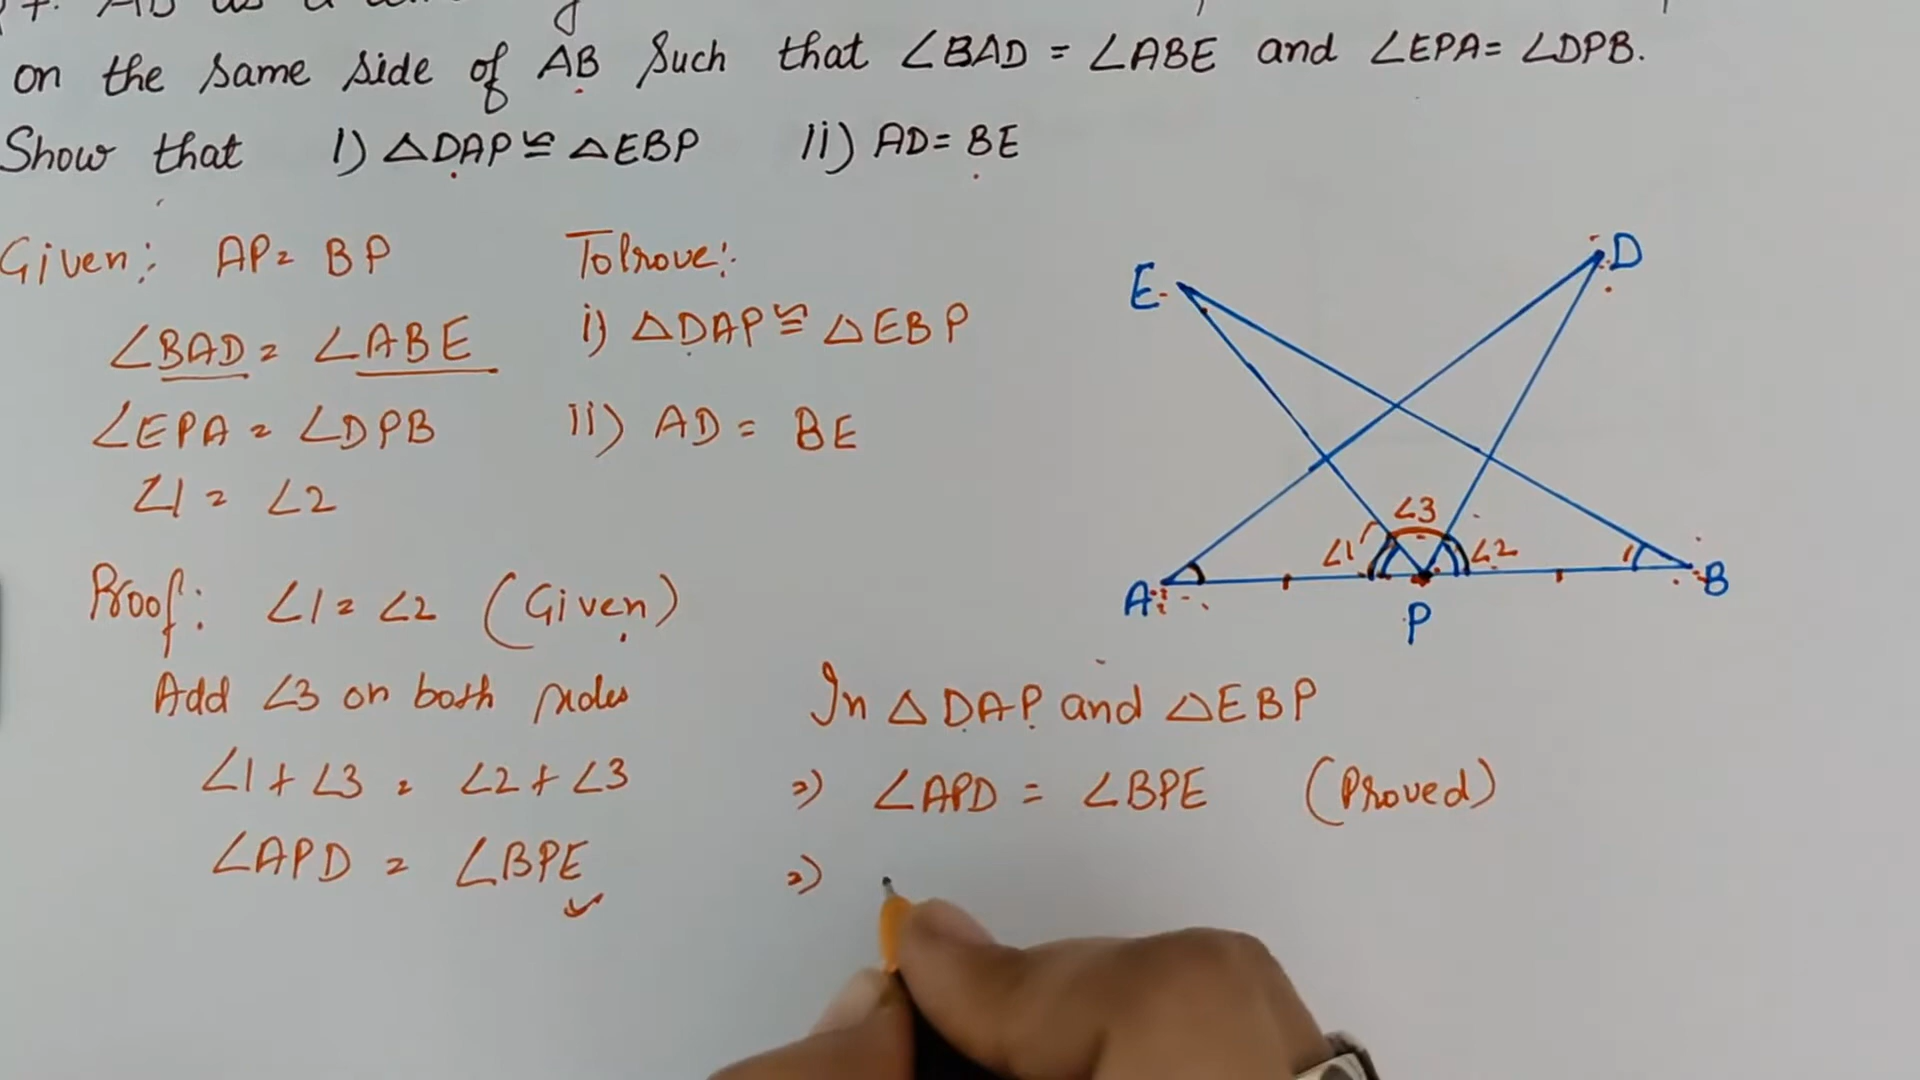 on the same side of AB such that ∠BAD = ∠ABE and ∠EPA = ∠DPB.
Show that i) △DAP ≅ △EBP ii) AD = BE
Given: AP = BP
∠BAD = ∠ABE
∠EPA = ∠DPB
∠1 = ∠2
To Prove:
i) △DAP ≅ △EBP
ii) AD = BE
E
D
∠3
∠1
∠2
A
P
B
Proof: ∠1 = ∠2 (Given)
Add ∠3 on both sides
∠1 + ∠3 = ∠2 + ∠3
∠APD = ∠BPE
In △DAP and △EBP
⇒ ∠APD = ∠BPE (Proved)
⇒